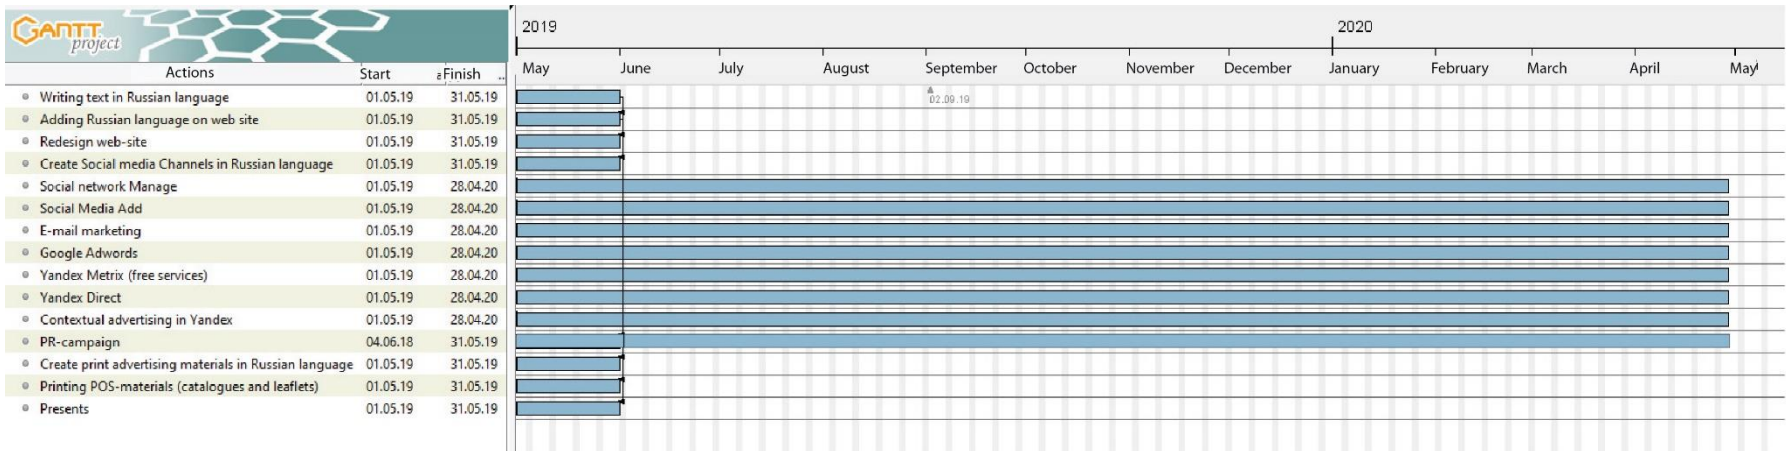 GANTT
project
2019 2020
Actions Start Finish ..
May June July August September October November December January February March April May
Writing text in Russian language 01.05.19 31.05.19
02.09.19
Adding Russian language on web site 01.05.19 31.05.19
Redesign web-site 01.05.19 31.05.19
Create Social media Channels in Russian language 01.05.19 31.05.19
Social network Manage 01.05.19 28.04.20
Social Media Add 01.05.19 28.04.20
E-mail marketing 01.05.19 28.04.20
Google Adwords 01.05.19 28.04.20
Yandex Metrix (free services) 01.05.19 28.04.20
Yandex Direct 01.05.19 28.04.20
Contextual advertising in Yandex 01.05.19 28.04.20
PR-campaign 04.06.18 31.05.19
Create print advertising materials in Russian language 01.05.19 31.05.19
Printing POS-materials (catalogues and leaflets) 01.05.19 31.05.19
Presents 01.05.19 31.05.19